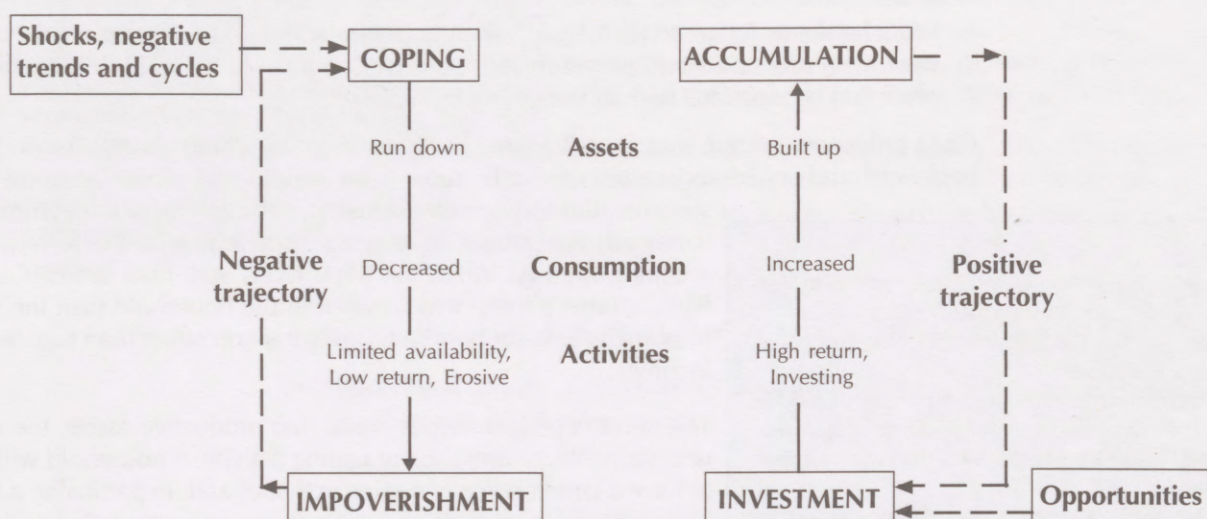 Shocks, negative
trends and cycles
COPING
ACCUMULATION
Run down
Assets
Built up
Negative
trajectory
Decreased
Consumption
Increased
Positive
trajectory
Limited availability,
Low return, Erosive
Activities
High return,
Investing
IMPOVERISHMENT
INVESTMENT
Opportunities